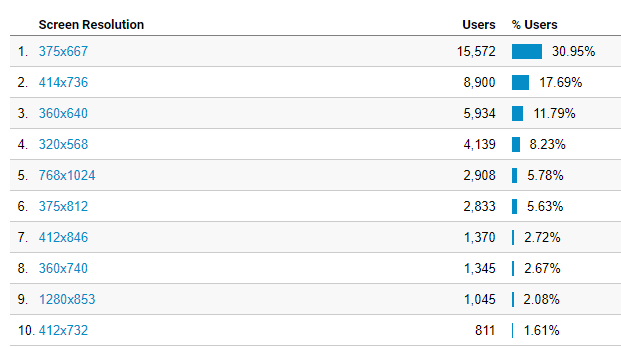 Screen Resolution Users % Users
1. 375x667 15,572 30.95%
2. 414x736 8,900 17.69%
3. 360x640 5,934 11.79%
4. 320x568 4,139 8.23%
5. 768x1024 2,908 5.78%
6. 375x812 2,833 5.63%
7. 412x846 1,370 2.72%
8. 360x740 1,345 2.67%
9. 1280x853 1,045 2.08%
10. 412x732 811 1.61%